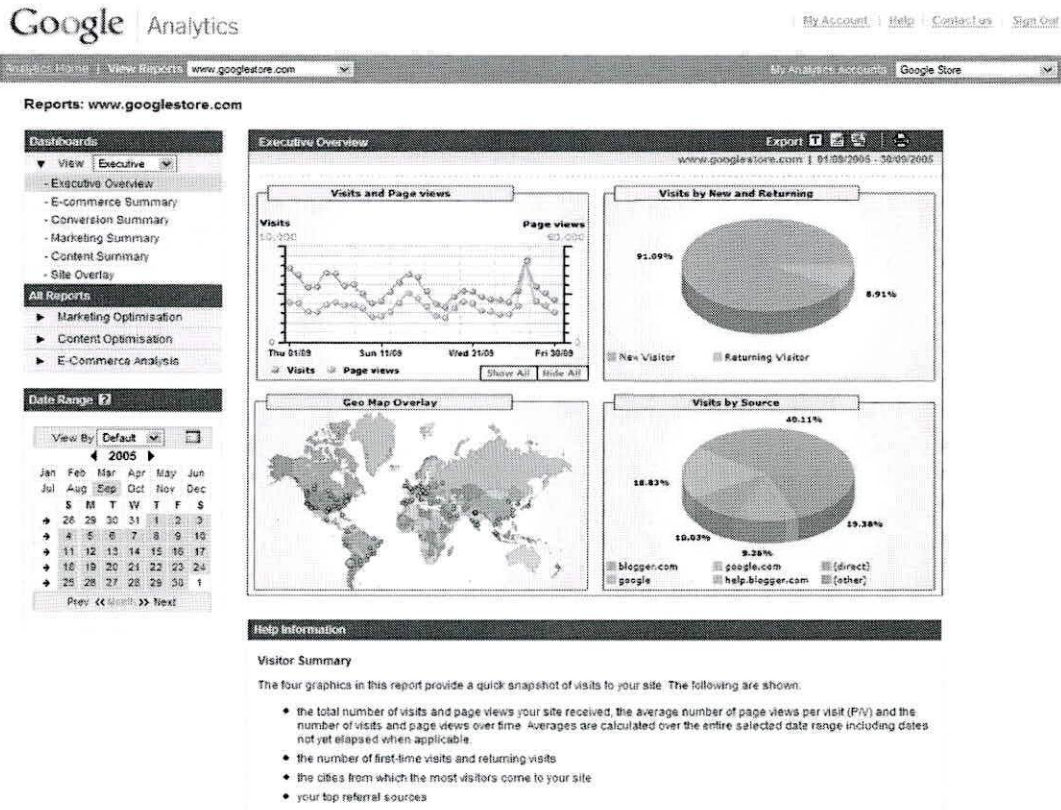 Google Analytics
My Account | Help | Contact us | Sign Out
Analytics Home | View Reports www.googlestore.com
My Analytics Accounts Google Store
Reports: www.googlestore.com
Dashboards
View Executive
- Executive Overview
- E-commerce Summary
- Conversion Summary
- Marketing Summary
- Content Summary
- Site Overlay
All Reports
Marketing Optimisation
Content Optimisation
E-Commerce Analysis
Date Range ?
View By Default
2005
Jan Feb Mar Apr May Jun
Jul Aug Sep Oct Nov Dec
S M T W T F S
28 29 30 31 1 2 3
4 5 6 7 8 9 10
11 12 13 14 15 16 17
18 19 20 21 22 23 24
25 26 27 28 29 30 1
Prev << Month >> Next
Executive Overview
Export T
www.googlestore.com | 01/09/2005 - 30/09/2005
Visits and Page views
Visits Page views
10,000 60,000
0 0
Thu 01/09 Sun 11/09 Wed 21/09 Fri 30/09
Visits Page views Show All Hide All
Visits by New and Returning
91.09%
8.91%
New Visitor Returning Visitor
Geo Map Overlay
Visits by Source
40.11%
18.83%
19.38%
10.03%
9.26%
blogger.com google.com (direct)
google help.blogger.com (other)
Help Information
Visitor Summary
The four graphics in this report provide a quick snapshot of visits to your site. The following are shown:
• the total number of visits and page views your site received, the average number of page views per visit (P/V) and the
number of visits and page views over time. Averages are calculated over the entire selected date range including dates
not yet elapsed when applicable.
• the number of first-time visits and returning visits
• the cities from which the most visitors come to your site
• your top referral sources